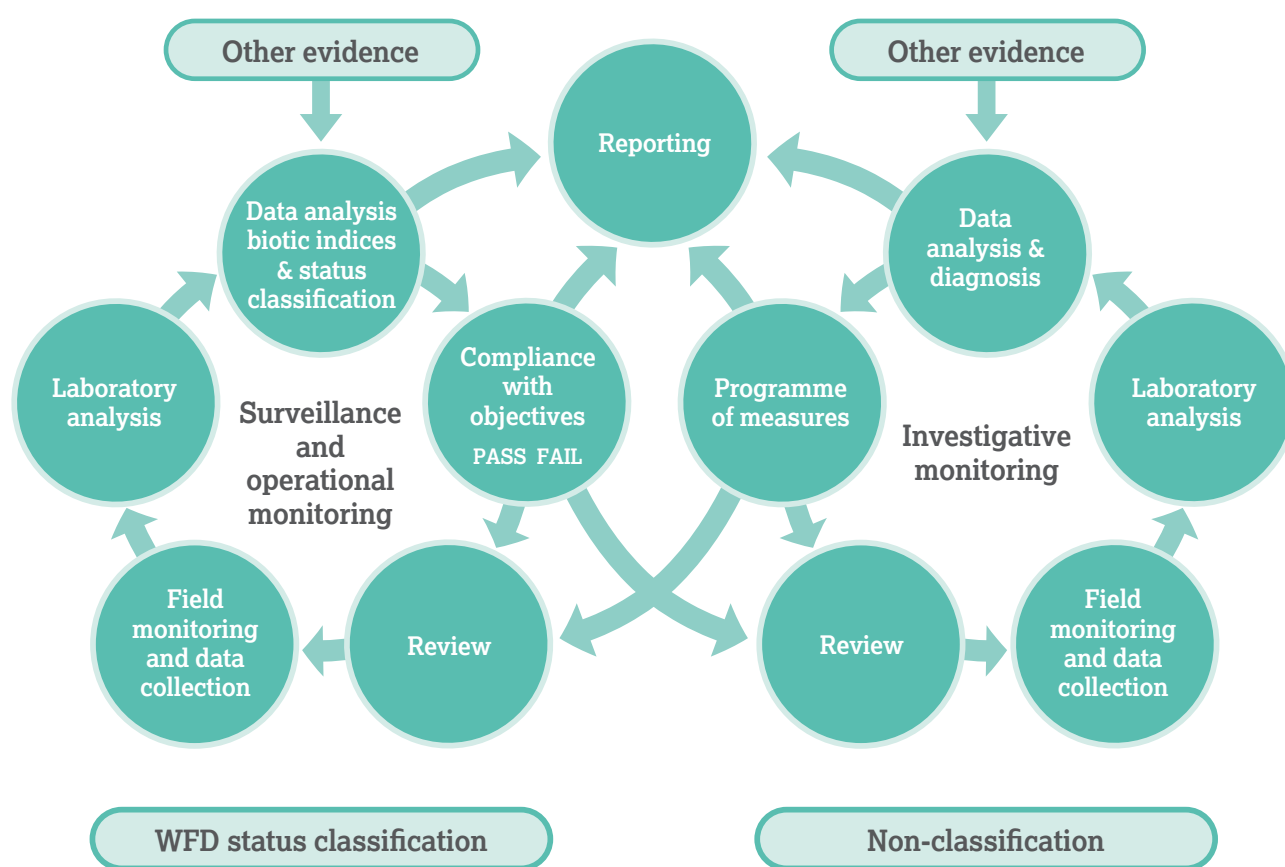 Other evidence
Other evidence
Reporting
Data analysis
biotic indices
& status
classification
Data
analysis &
diagnosis
Laboratory
analysis
Compliance
with
objectives
PASS FAIL
Programme
of measures
Laboratory
analysis
Surveillance
and
operational
monitoring
Investigative
monitoring
Field
monitoring
and data
collection
Review
Review
Field
monitoring
and data
collection
WFD status classification
Non-classification